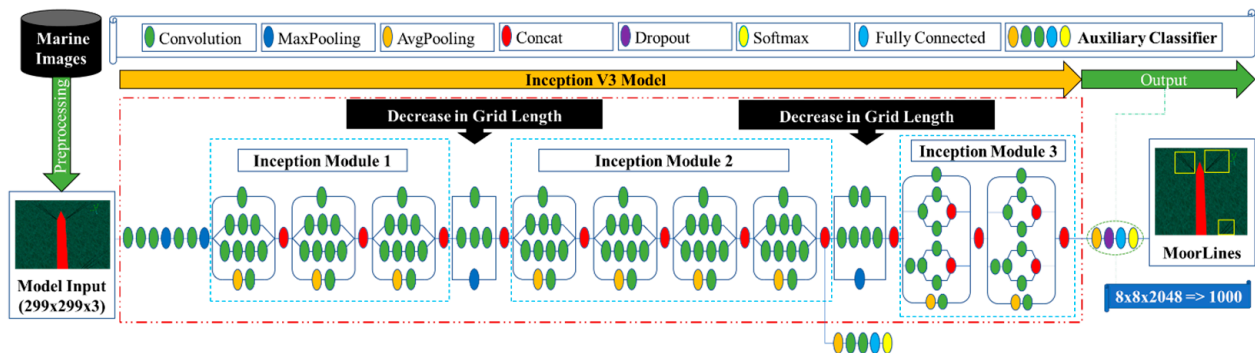 Marine
Images
Convolution
MaxPooling
AvgPooling
Concat
Dropout
Softmax
Fully Connected
Auxiliary Classifier
Inception V3 Model
Output
Preprocessing
Decrease in Grid Length
Decrease in Grid Length
Inception Module 1
Inception Module 2
Inception Module 3
Model Input
(299x299x3)
MoorLines
8x8x2048 => 1000